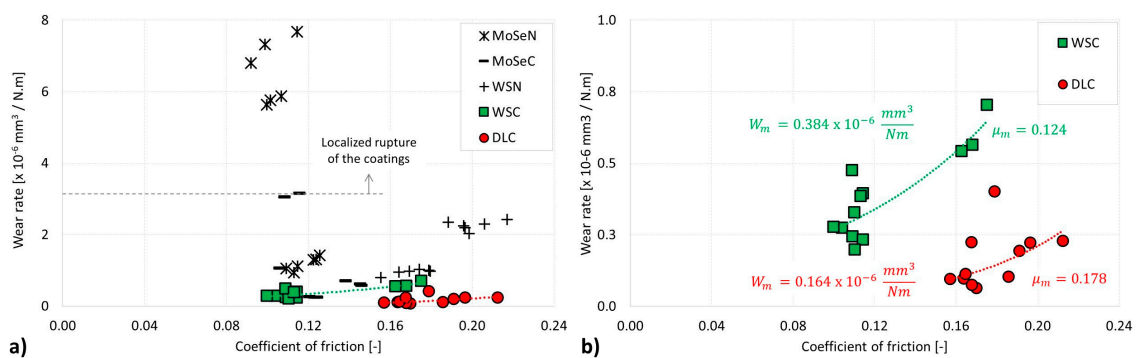 8
6
4
2
0
0.00
0.04
0.08
0.12
0.16
0.20
0.24
Wear rate [x 10⁻⁶ mm³ / N.m]
Coefficient of friction [-]
MoSeN
MoSeC
WSN
WSC
DLC
Localized rupture
of the coatings
a)
1.0
0.8
0.5
0.3
0.0
0.00
0.04
0.08
0.12
0.16
0.20
0.24
Wear rate [x 10-6 mm3 / N.m]
Coefficient of friction [-]
WSC
DLC
W_m = 0.384 x 10⁻⁶ mm³/Nm
μ_m = 0.124
W_m = 0.164 x 10⁻⁶ mm³/Nm
μ_m = 0.178
b)